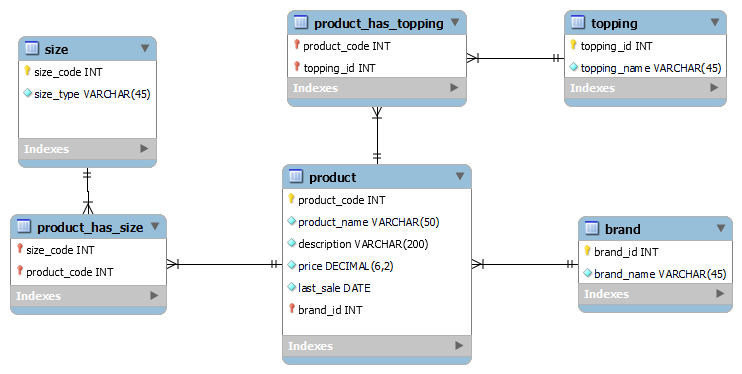 size
size_code INT
size_type VARCHAR(45)
Indexes
product_has_topping
product_code INT
topping_id INT
Indexes
topping
topping_id INT
topping_name VARCHAR(45)
Indexes
product_has_size
size_code INT
product_code INT
Indexes
product
product_code INT
product_name VARCHAR(50)
description VARCHAR(200)
price DECIMAL(6,2)
last_sale DATE
brand_id INT
Indexes
brand
brand_id INT
brand_name VARCHAR(45)
Indexes